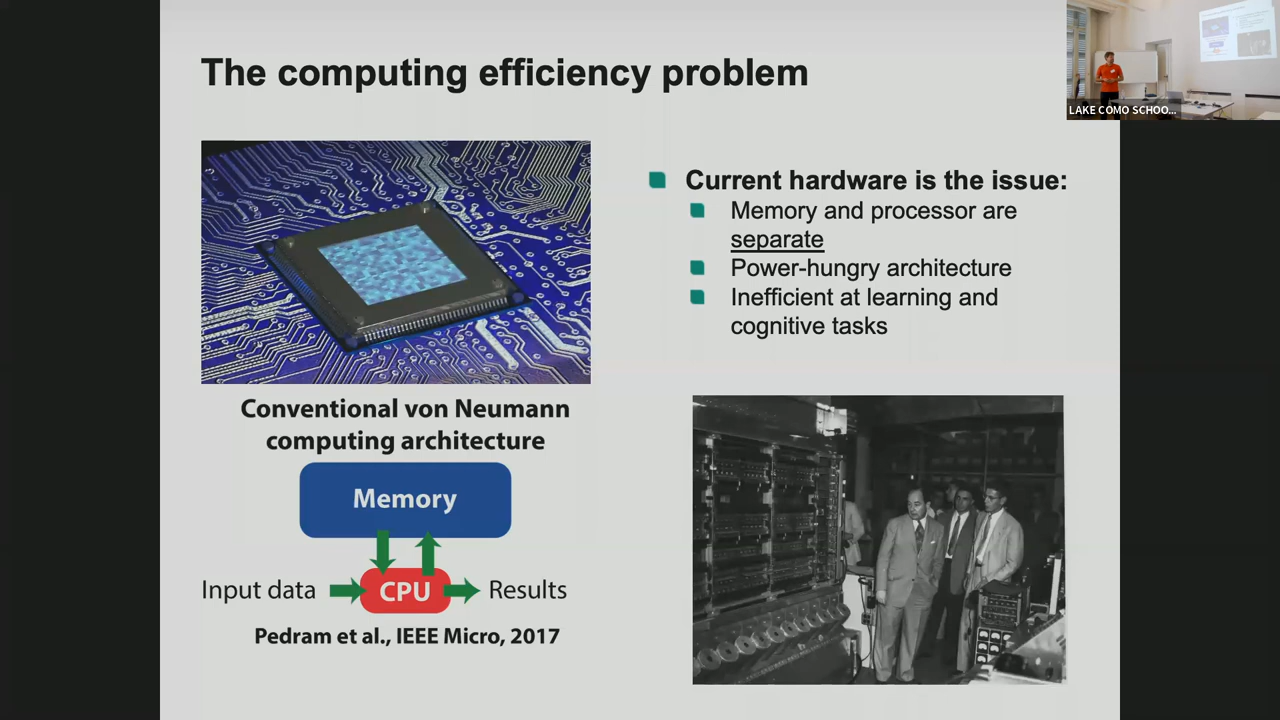 The computing efficiency problem
LAKE COMO SCHOO...
Current hardware is the issue:
Memory and processor are
separate
Power-hungry architecture
Inefficient at learning and
cognitive tasks
Conventional von Neumann
computing architecture
Memory
Input data
CPU
Results
Pedram et al., IEEE Micro, 2017